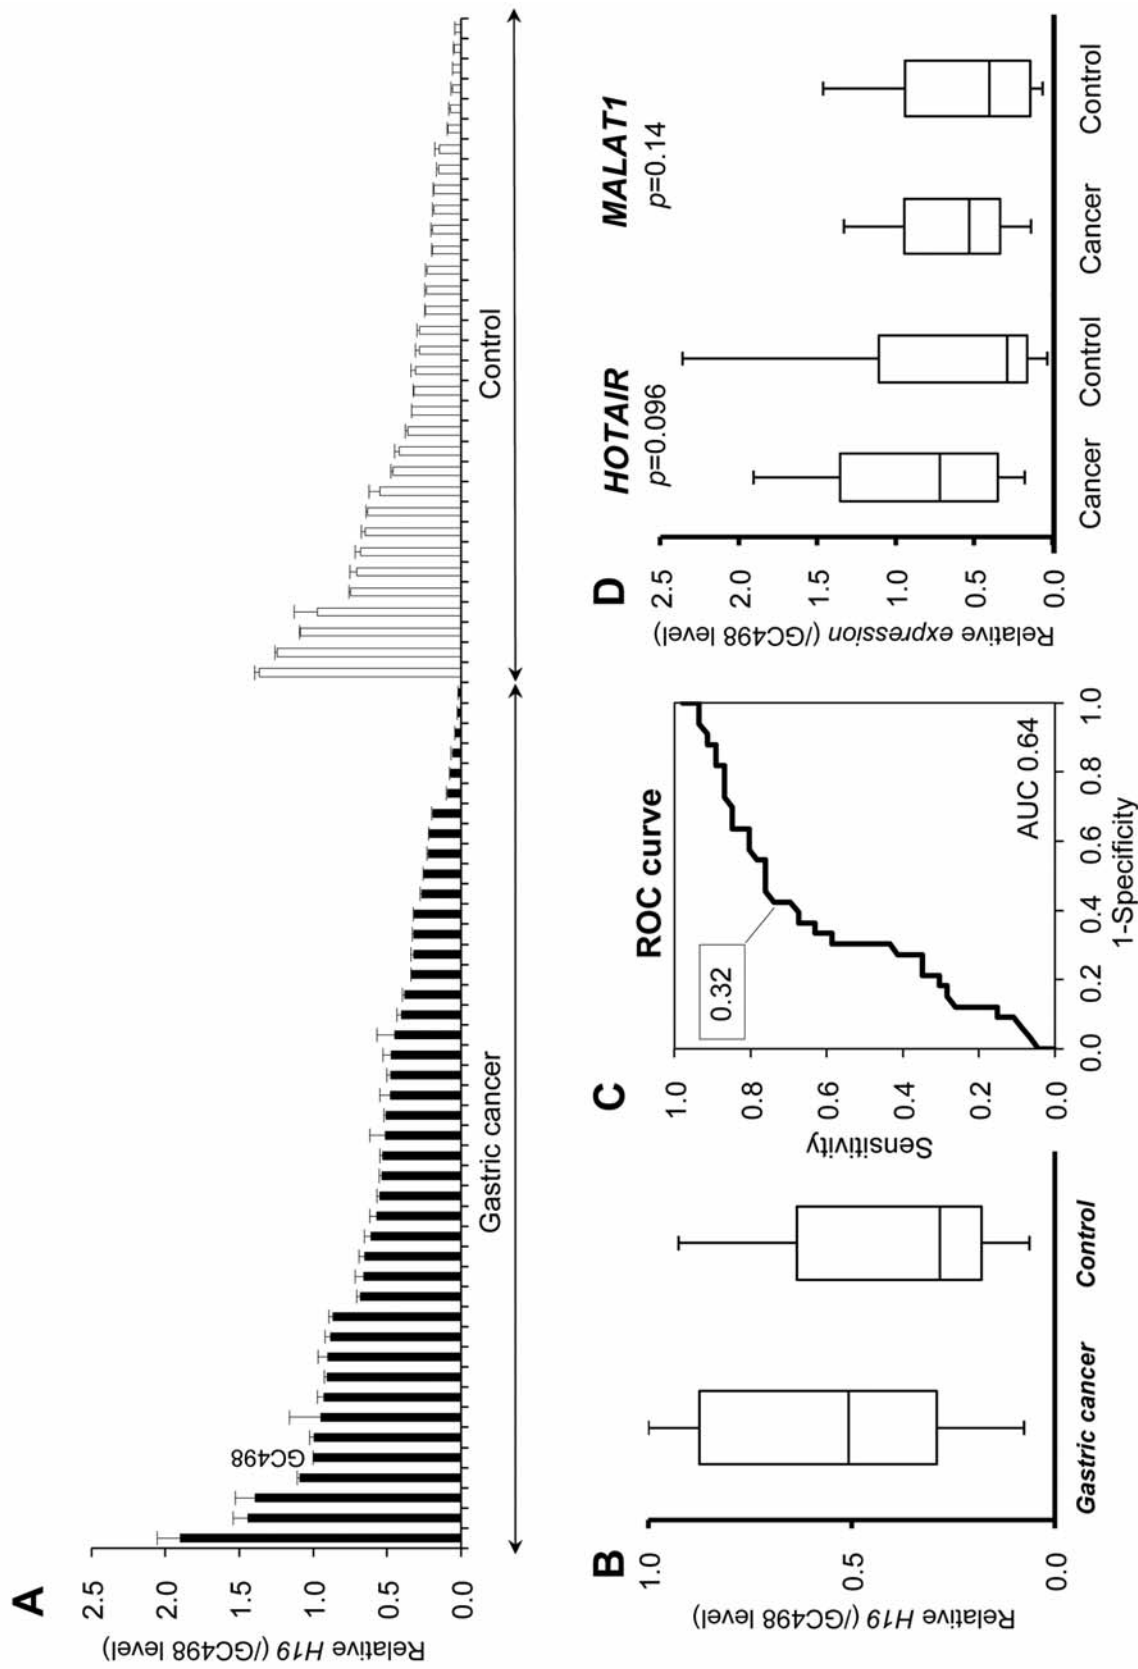 A
Relative H19 (/GC498 level)
2.5
2.0
1.5
1.0
0.5
0.0
GC498
Gastric cancer
Control
B
Relative H19 (/GC498 level)
1.0
0.5
0.0
Gastric cancer
Control
C
ROC curve
Sensitivity
1.0
0.8
0.6
0.4
0.2
0.0
0.32
AUC 0.64
0.0 0.2 0.4 0.6 0.8 1.0
1-Specificity
D
HOTAIR
p=0.096
MALAT1
p=0.14
Relative expression (/GC498 level)
2.5
2.0
1.5
1.0
0.5
0.0
Cancer Control Cancer Control